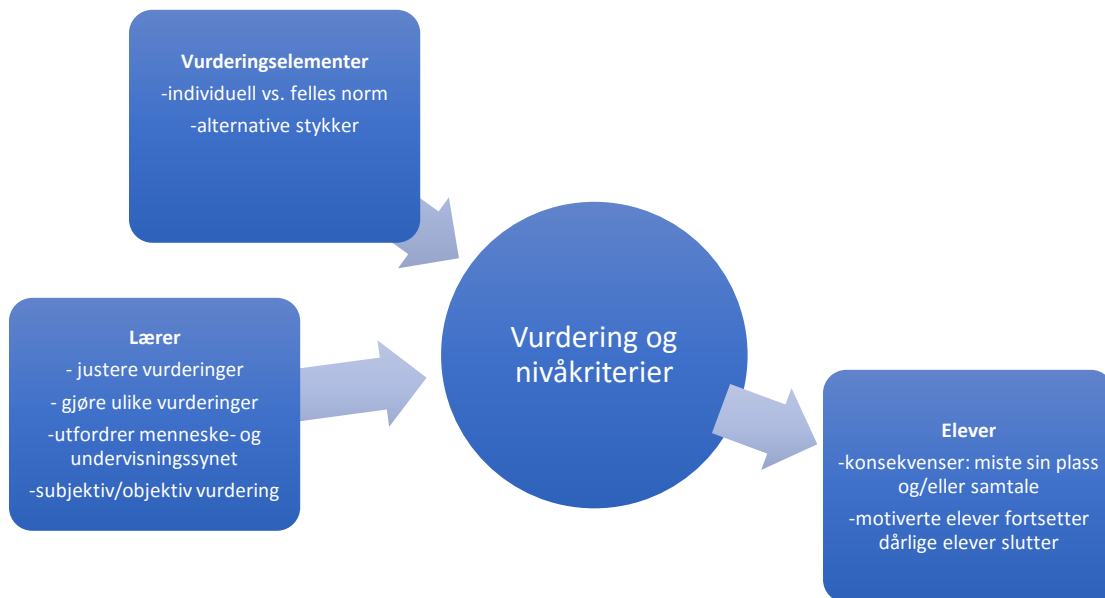 Vurderingselementer
-individuell vs. felles norm
-alternative stykker
Lærer
- justere vurderinger
- gjøre ulike vurderinger
-utfordrer menneske- og
undervisningssynet
-subjektiv/objektiv vurdering
Vurdering og
nivåkriterier
Elever
-konsekvenser: miste sin plass
og/eller samtale
-motiverte elever fortsetter
dårlige elever slutter